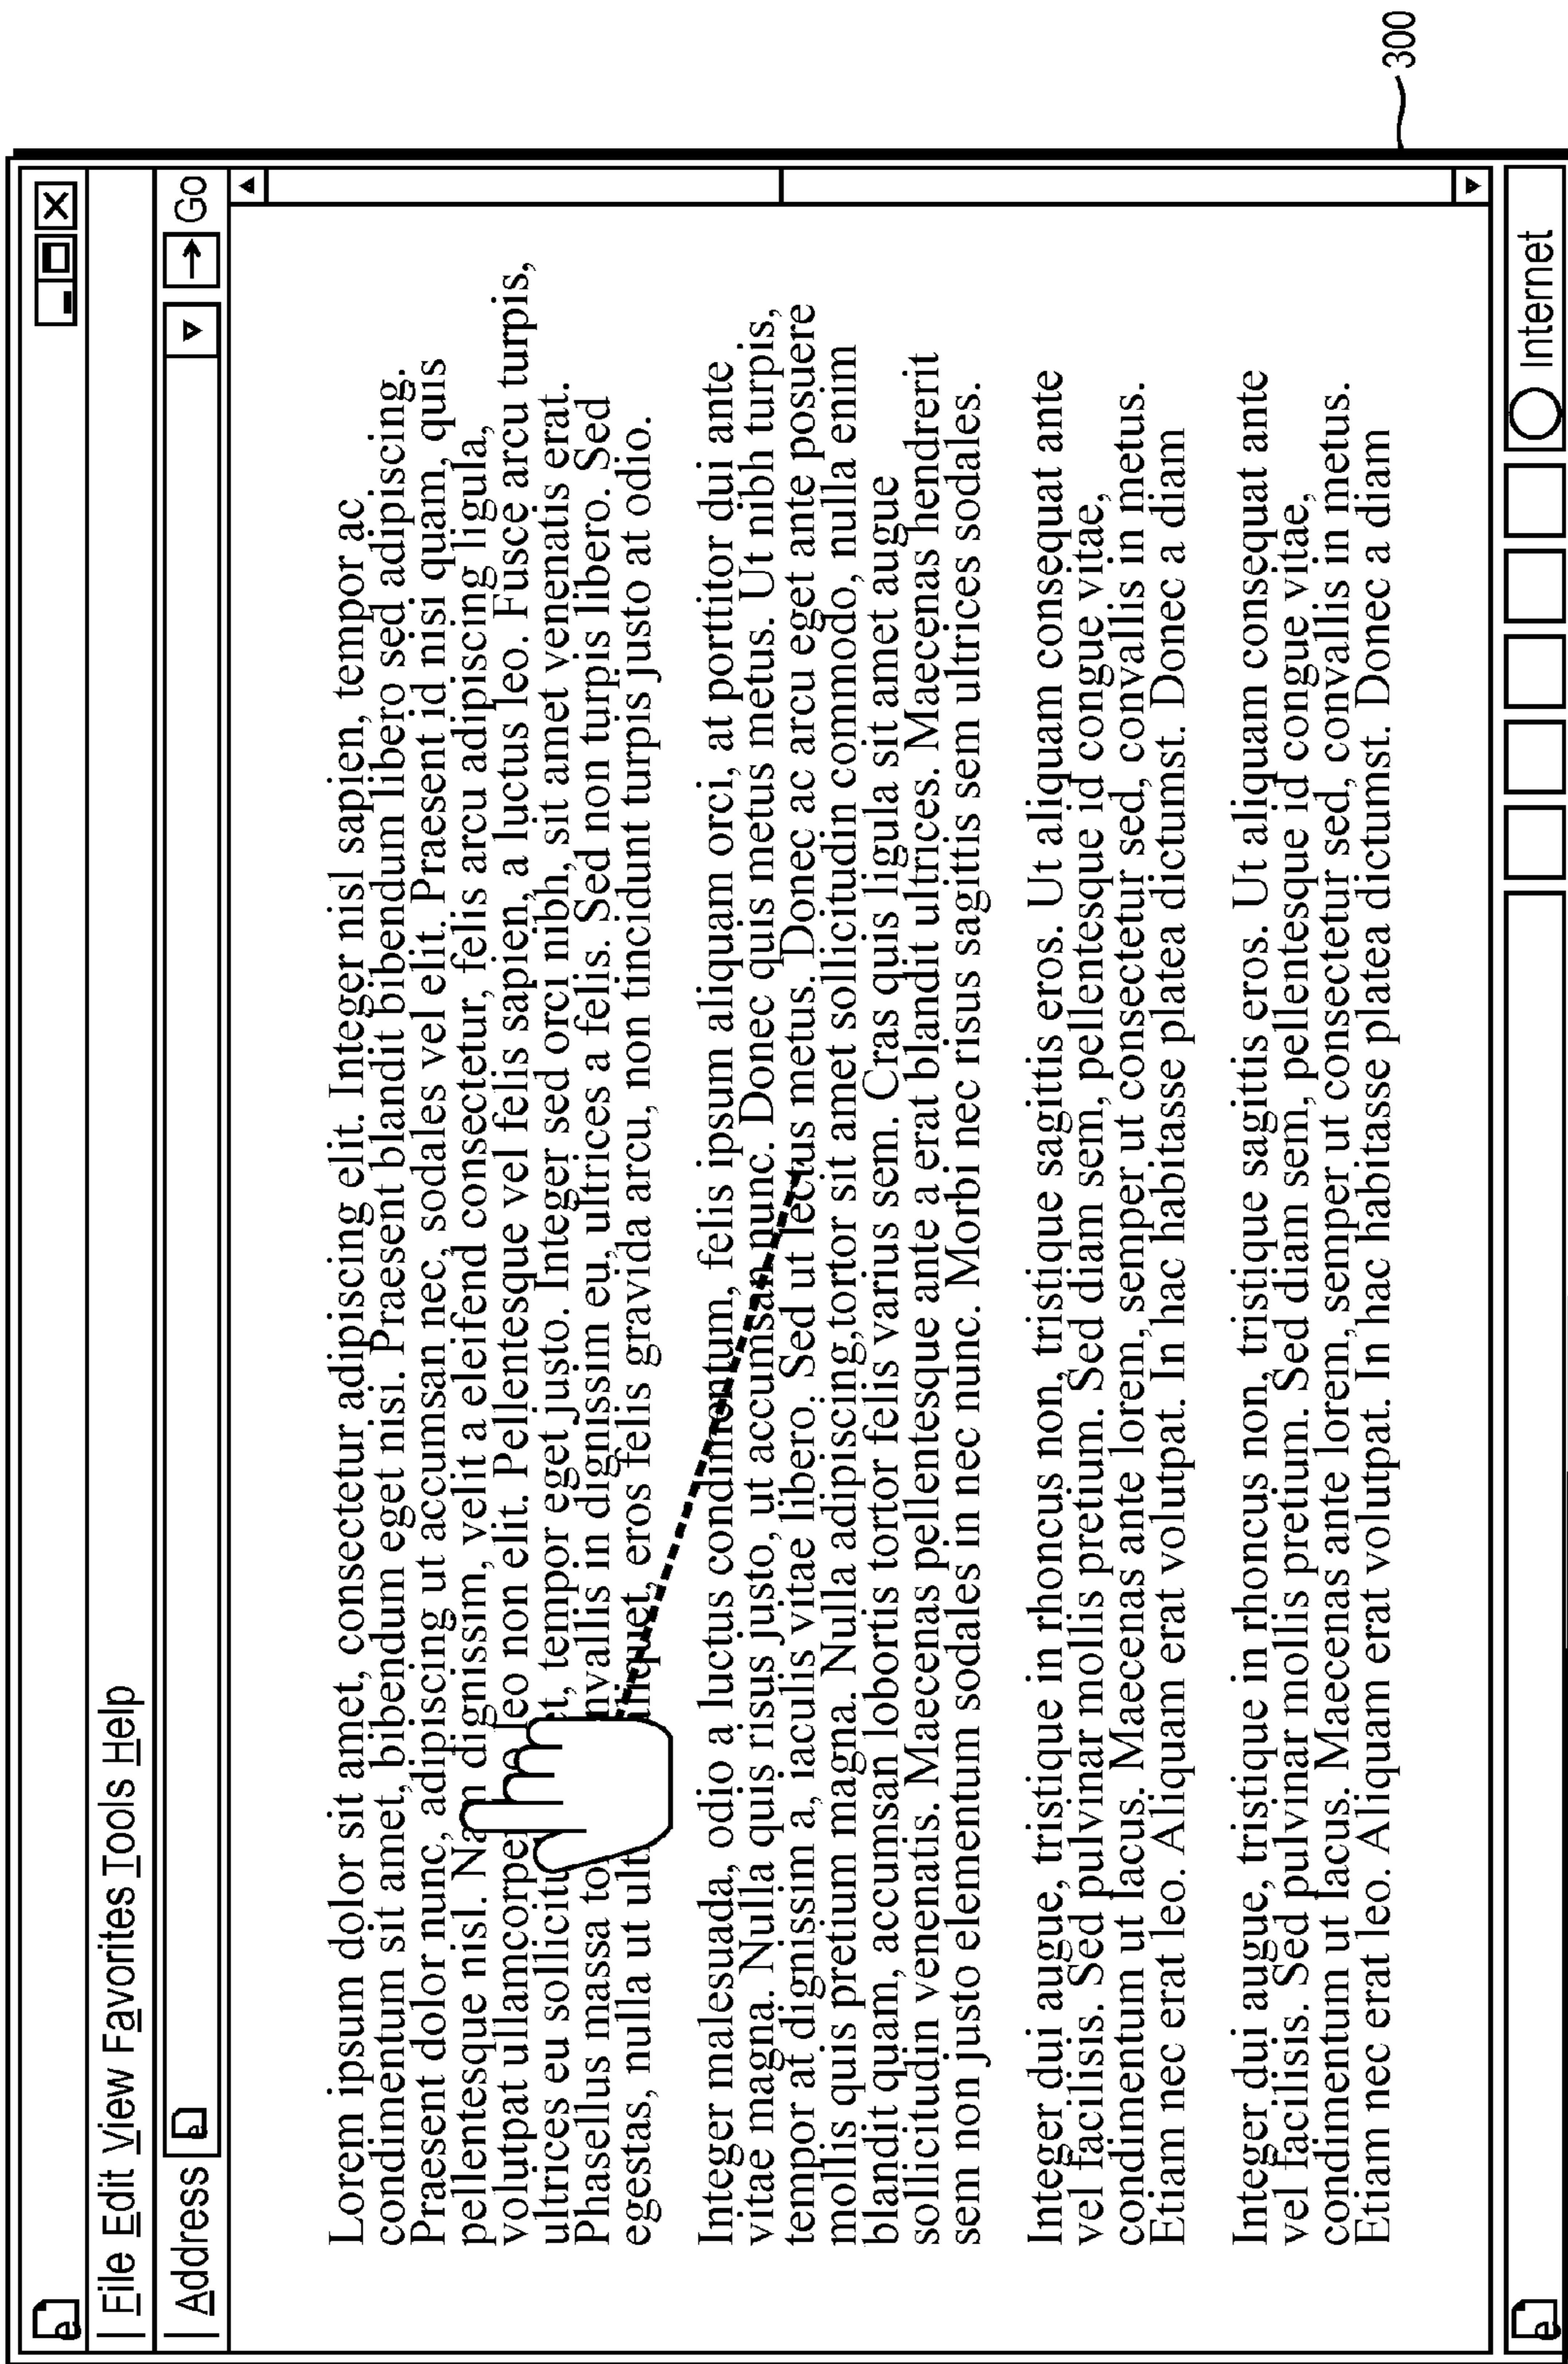 File Edit View Favorites Tools Help
Address
Go
Lorem ipsum dolor sit amet, consectetur adipiscing elit. Integer nisl sapien, tempor ac
condimentum sit amet, bibendum eget nisi. Praesent blandit bibendum libero sed adipiscing.
Praesent dolor nunc, adipiscing ut accumsan nec, sodales vel elit. Praesent id nisi quam, quis
pellentesque nisl. Nam dignissim, velit a eleifend consectetur, felis arcu adipiscing ligula,
volutpat ullamcorpe leo non elit. Pellentesque vel felis sapien, a luctus leo. Fusce arcu turpis,
ultrices eu sollicitu et, tempor eget justo. Integer sed orci nibh, sit amet venenatis erat.
Phasellus massa to nvallis in dignissim eu, ultrices a felis. Sed non turpis libero. Sed
egestas, nulla ut ult aliquet, eros felis gravida arcu, non tincidunt turpis justo at odio.
Integer malesuada, odio a luctus condimentum, felis ipsum aliquam orci, at portitor dui ante
vitae magna. Nulla quis risus justo, ut accumsan nunc. Donec quis metus metus. Ut nibh turpis,
tempor at dignissim a, iaculis vitae libero. Sed ut lectus metus. Donec ac arcu eget ante posuere
mollis quis pretium magna. Nulla adipiscing,tortor sit amet sollicitudin commodo, nulla enim
blandit quam, accumsan lobortis tortor felis varius sem. Cras quis ligula sit amet augue
sollicitudin venenatis. Maecenas pellentesque ante a erat blandit ultrices. Maecenas hendrerit
sem non justo elementum sodales in nec nunc. Morbi nec risus sagittis sem ultrices sodales.
Integer dui augue, tristique in rhoncus non, tristique sagittis eros. Ut aliquam consequat ante
vel facilisis. Sed pulvinar mollis pretium. Sed diam sem, pellentesque id congue vitae,
condimentum ut lacus. Maecenas ante lorem, semper ut consectetur sed, convallis in metus.
Etiam nec erat leo. Aliquam erat volutpat. In hac habitasse platea dictumst. Donec a diam
Integer dui augue, tristique in rhoncus non, tristique sagittis eros. Ut aliquam consequat ante
vel facilisis. Sed pulvinar mollis pretium. Sed diam sem, pellentesque id congue vitae,
condimentum ut lacus. Maecenas ante lorem, semper ut consectetur sed, convallis in metus.
Etiam nec erat leo. Aliquam erat volutpat. In hac habitasse platea dictumst. Donec a diam
Internet
300